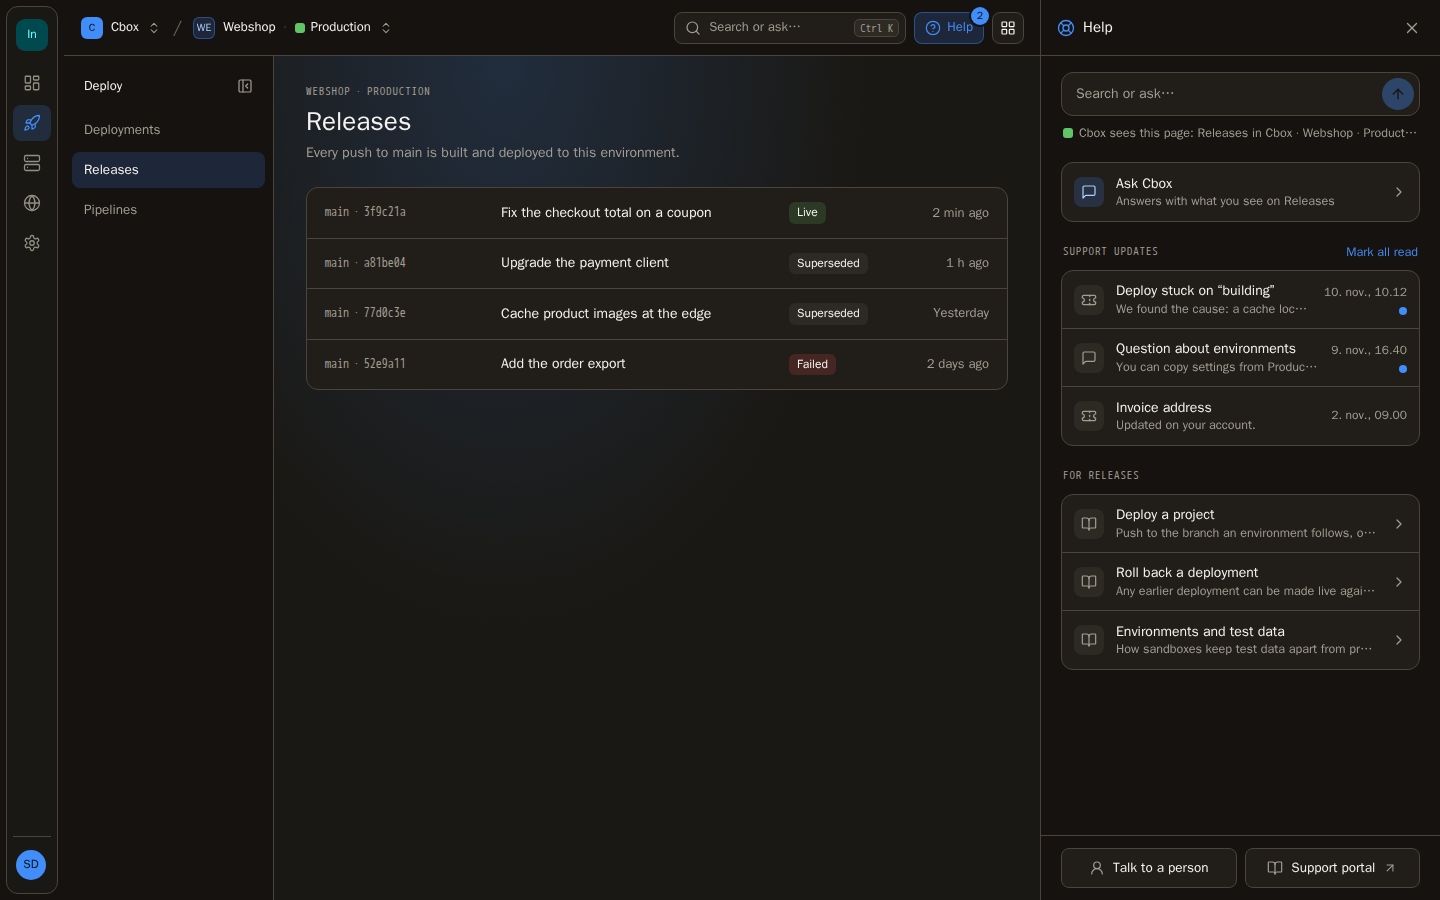 In
C Cbox / WE Webshop · Production
Search or ask··· Ctrl K
Help 2
Deploy
Deployments
Releases
Pipelines
SD
WEBSHOP · PRODUCTION
Releases
Every push to main is built and deployed to this environment.
main · 3f9c21a Fix the checkout total on a coupon Live 2 min ago
main · a81be04 Upgrade the payment client Superseded 1 h ago
main · 77d0c3e Cache product images at the edge Superseded Yesterday
main · 52e9a11 Add the order export Failed 2 days ago
Help
Search or ask···
Cbox sees this page: Releases in Cbox · Webshop · Product···
Ask Cbox
Answers with what you see on Releases
SUPPORT UPDATES Mark all read
Deploy stuck on “building” 10. nov., 10.12
We found the cause: a cache loc···
Question about environments 9. nov., 16.40
You can copy settings from Produc···
Invoice address 2. nov., 09.00
Updated on your account.
FOR RELEASES
Deploy a project
Push to the branch an environment follows, o···
Roll back a deployment
Any earlier deployment can be made live agai···
Environments and test data
How sandboxes keep test data apart from pr···
Talk to a person
Support portal